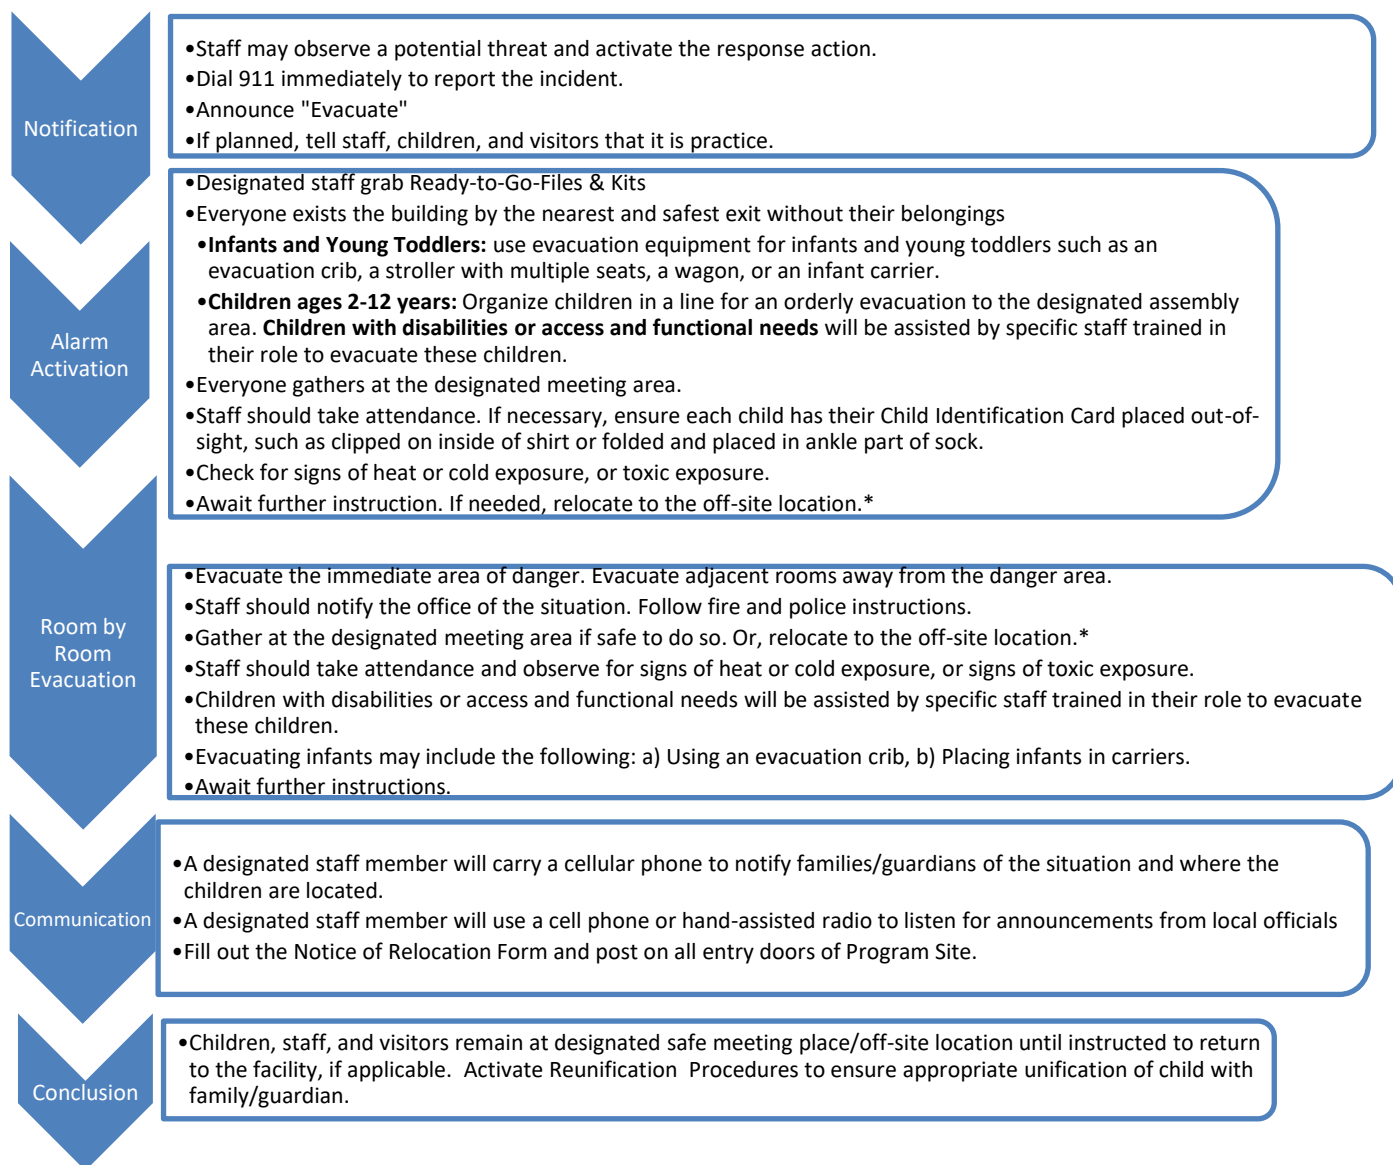 Notification
•Staff may observe a potential threat and activate the response action.
•Dial 911 immediately to report the incident.
•Announce "Evacuate"
•If planned, tell staff, children, and visitors that it is practice.
Alarm
Activation
•Designated staff grab Ready-to-Go-Files & Kits
•Everyone exists the building by the nearest and safest exit without their belongings
•Infants and Young Toddlers: use evacuation equipment for infants and young toddlers such as an
evacuation crib, a stroller with multiple seats, a wagon, or an infant carrier.
•Children ages 2-12 years: Organize children in a line for an orderly evacuation to the designated assembly
area. Children with disabilities or access and functional needs will be assisted by specific staff trained in
their role to evacuate these children.
•Everyone gathers at the designated meeting area.
•Staff should take attendance. If necessary, ensure each child has their Child Identification Card placed out-of-
sight, such as clipped on inside of shirt or folded and placed in ankle part of sock.
•Check for signs of heat or cold exposure, or toxic exposure.
•Await further instruction. If needed, relocate to the off-site location.*
Room by
Room
Evacuation
•Evacuate the immediate area of danger. Evacuate adjacent rooms away from the danger area.
•Staff should notify the office of the situation. Follow fire and police instructions.
•Gather at the designated meeting area if safe to do so. Or, relocate to the off-site location.*
•Staff should take attendance and observe for signs of heat or cold exposure, or signs of toxic exposure.
•Children with disabilities or access and functional needs will be assisted by specific staff trained in their role to evacuate
these children.
•Evacuating infants may include the following: a) Using an evacuation crib, b) Placing infants in carriers.
•Await further instructions.
Communication
•A designated staff member will carry a cellular phone to notify families/guardians of the situation and where the
children are located.
•A designated staff member will use a cell phone or hand-assisted radio to listen for announcements from local officials
•Fill out the Notice of Relocation Form and post on all entry doors of Program Site.
Conclusion
•Children, staff, and visitors remain at designated safe meeting place/off-site location until instructed to return
to the facility, if applicable.  Activate Reunification  Procedures to ensure appropriate unification of child with
family/guardian.